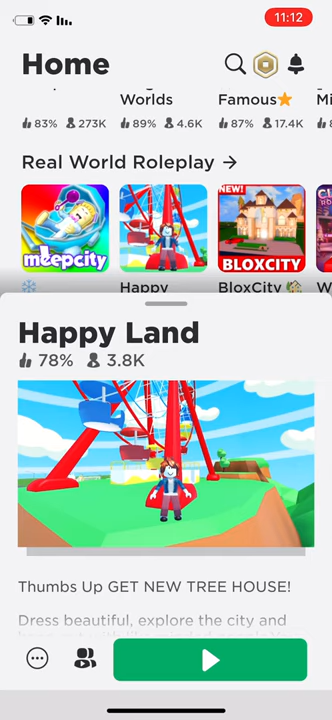 11:12
Home
Worlds
Famous⭐
83% 273K
89% 4.6K
87% 17.4K
Real World Roleplay →
meepcity
NEW!
BLOXCITY
Happy
BloxCity
Happy Land
78% 3.8K
Thumbs Up GET NEW TREE HOUSE!
Dress beautiful, explore the city and